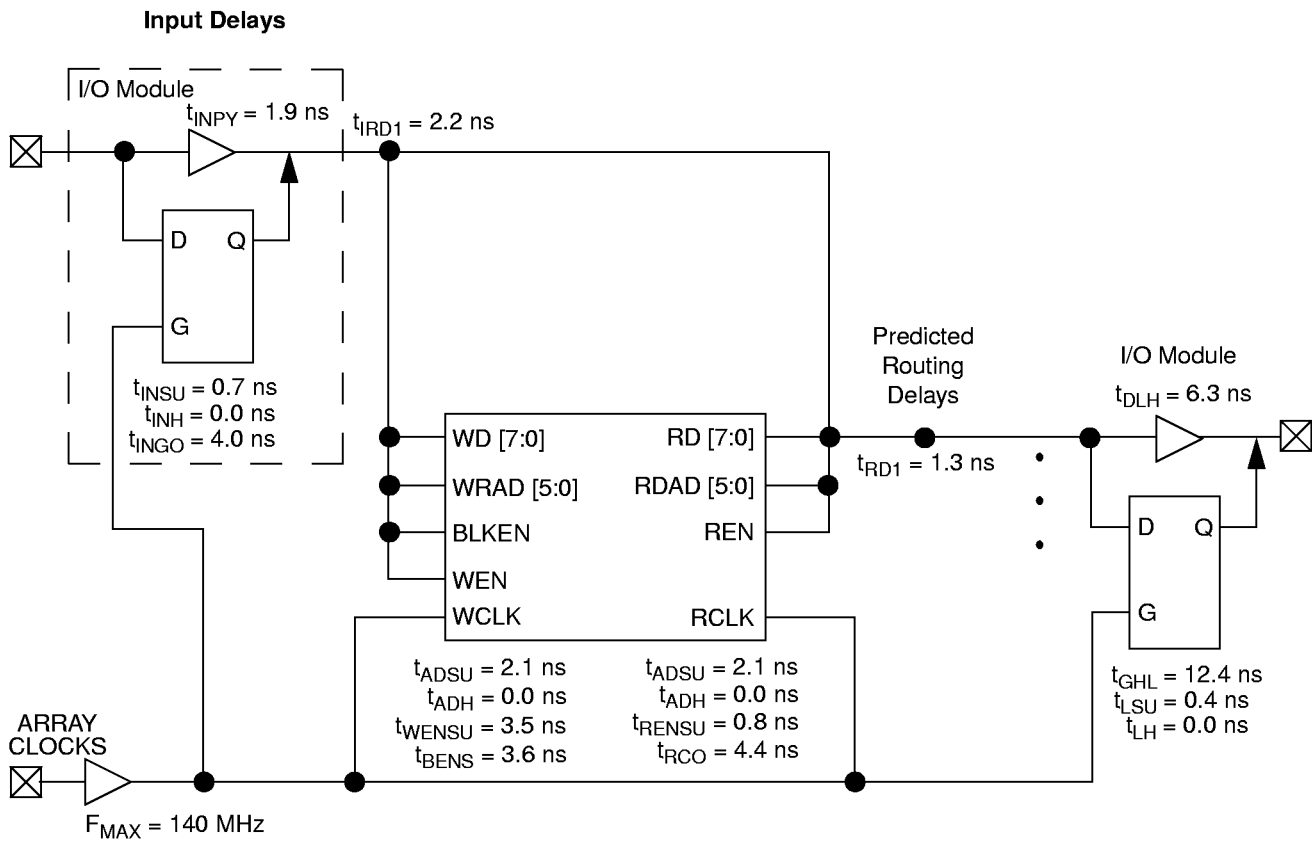 Input Delays
I/O Module
tINPY = 1.9 ns
tIRD1 = 2.2 ns
D Q
G
tINSU = 0.7 ns
tINH = 0.0 ns
tINGO = 4.0 ns
Predicted
Routing
Delays
I/O Module
tDLH = 6.3 ns
WD [7:0] RD [7:0]
tRD1 = 1.3 ns
WRAD [5:0] RDAD [5:0]
BLKEN REN
WEN
WCLK RCLK
D Q
G
tADSU = 2.1 ns
tADH = 0.0 ns
tWENSU = 3.5 ns
tBENS = 3.6 ns
tADSU = 2.1 ns
tADH = 0.0 ns
tRENSU = 0.8 ns
tRCO = 4.4 ns
tGHL = 12.4 ns
tLSU = 0.4 ns
tLH = 0.0 ns
ARRAY
CLOCKS
FMAX = 140 MHz